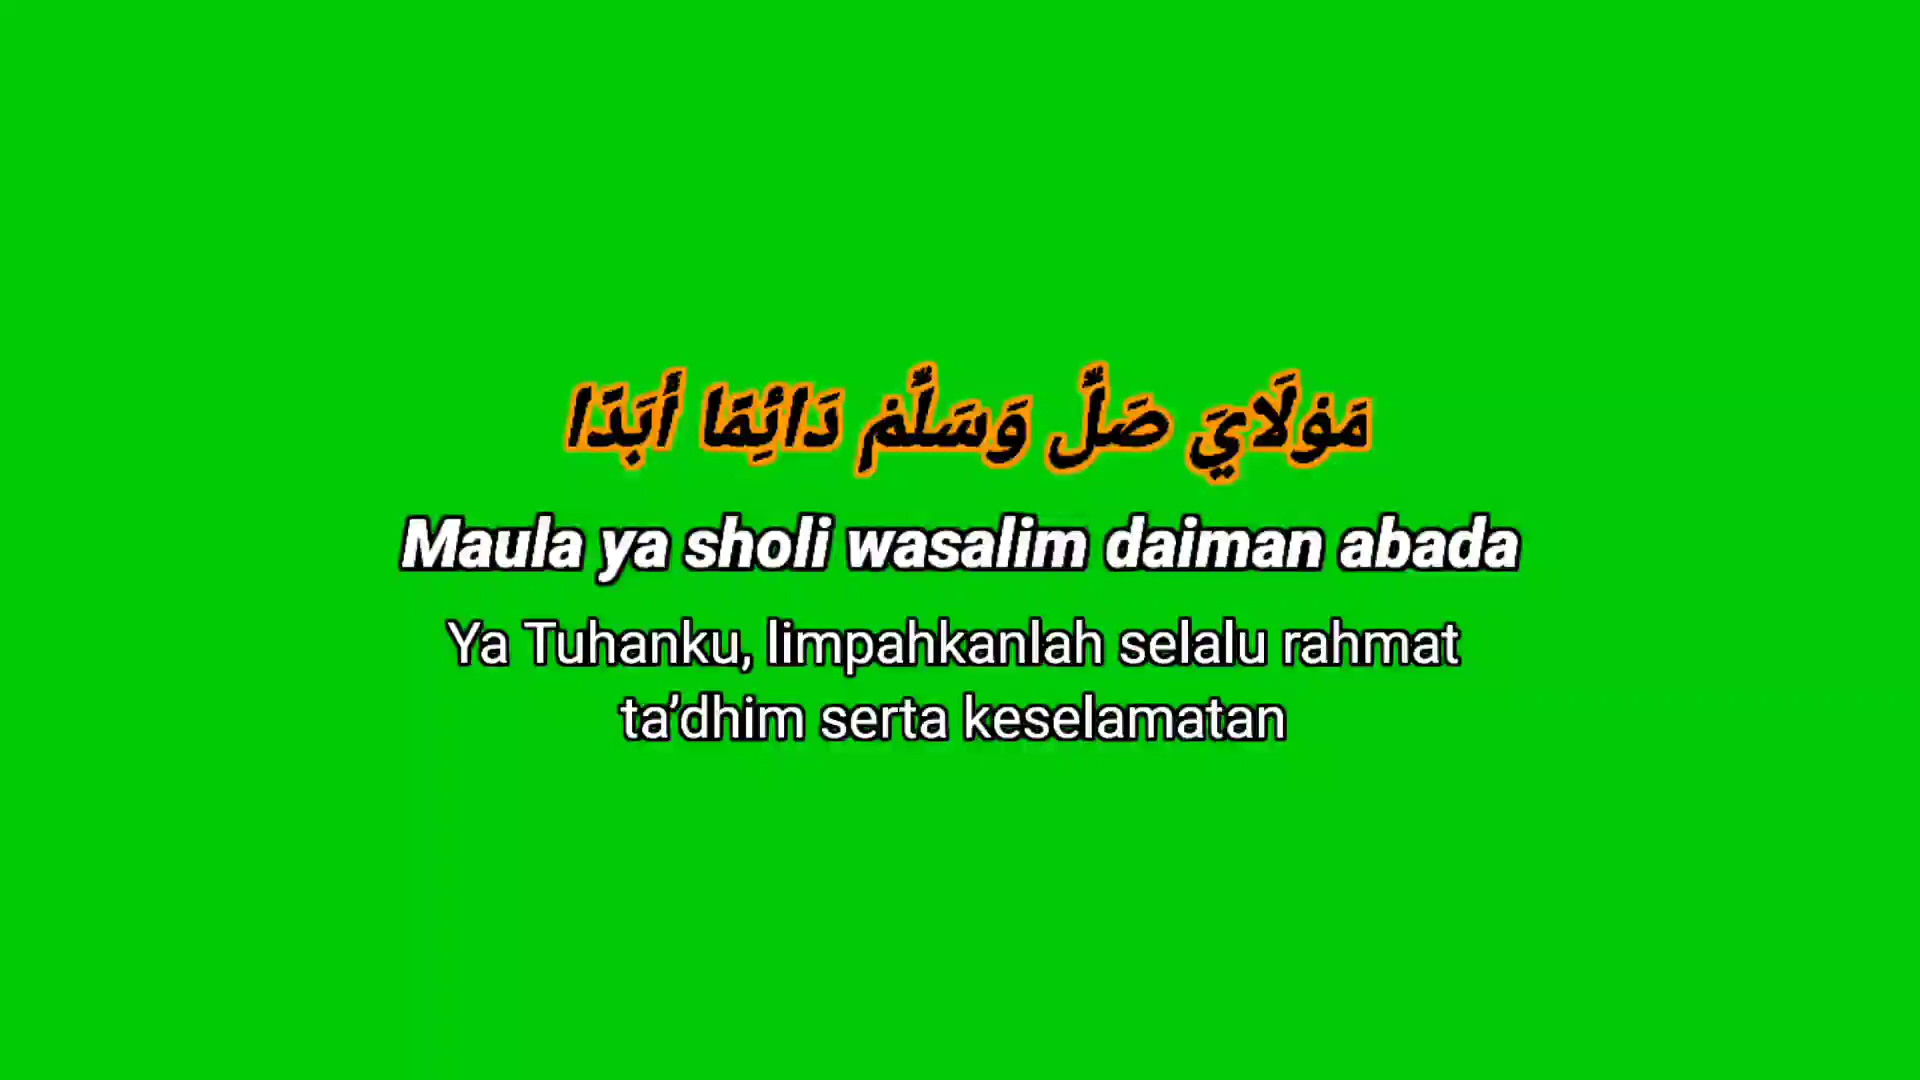 مَوْلَايَ صَلِّ وَسَلِّمْ دَائِمًا أَبَدًا
Maula ya sholi wasalim daiman abada
Ya Tuhanku, limpahkanlah selalu rahmat
ta’dhim serta keselamatan